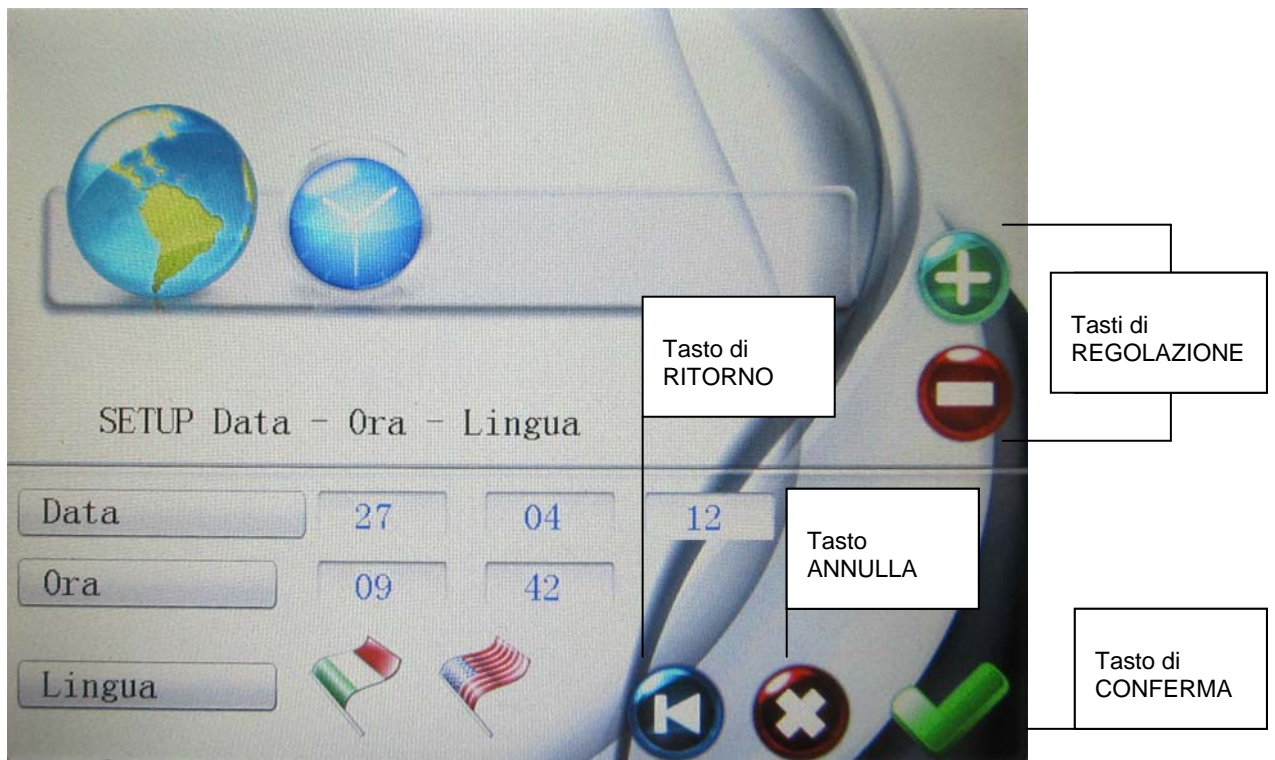 Tasti di
REGOLAZIONE
Tasto di
RITORNO
SETUP Data - Ora - Lingua
Data 27 04 12
Tasto
ANNULLA
Ora 09 42
Lingua
Tasto di
CONFERMA